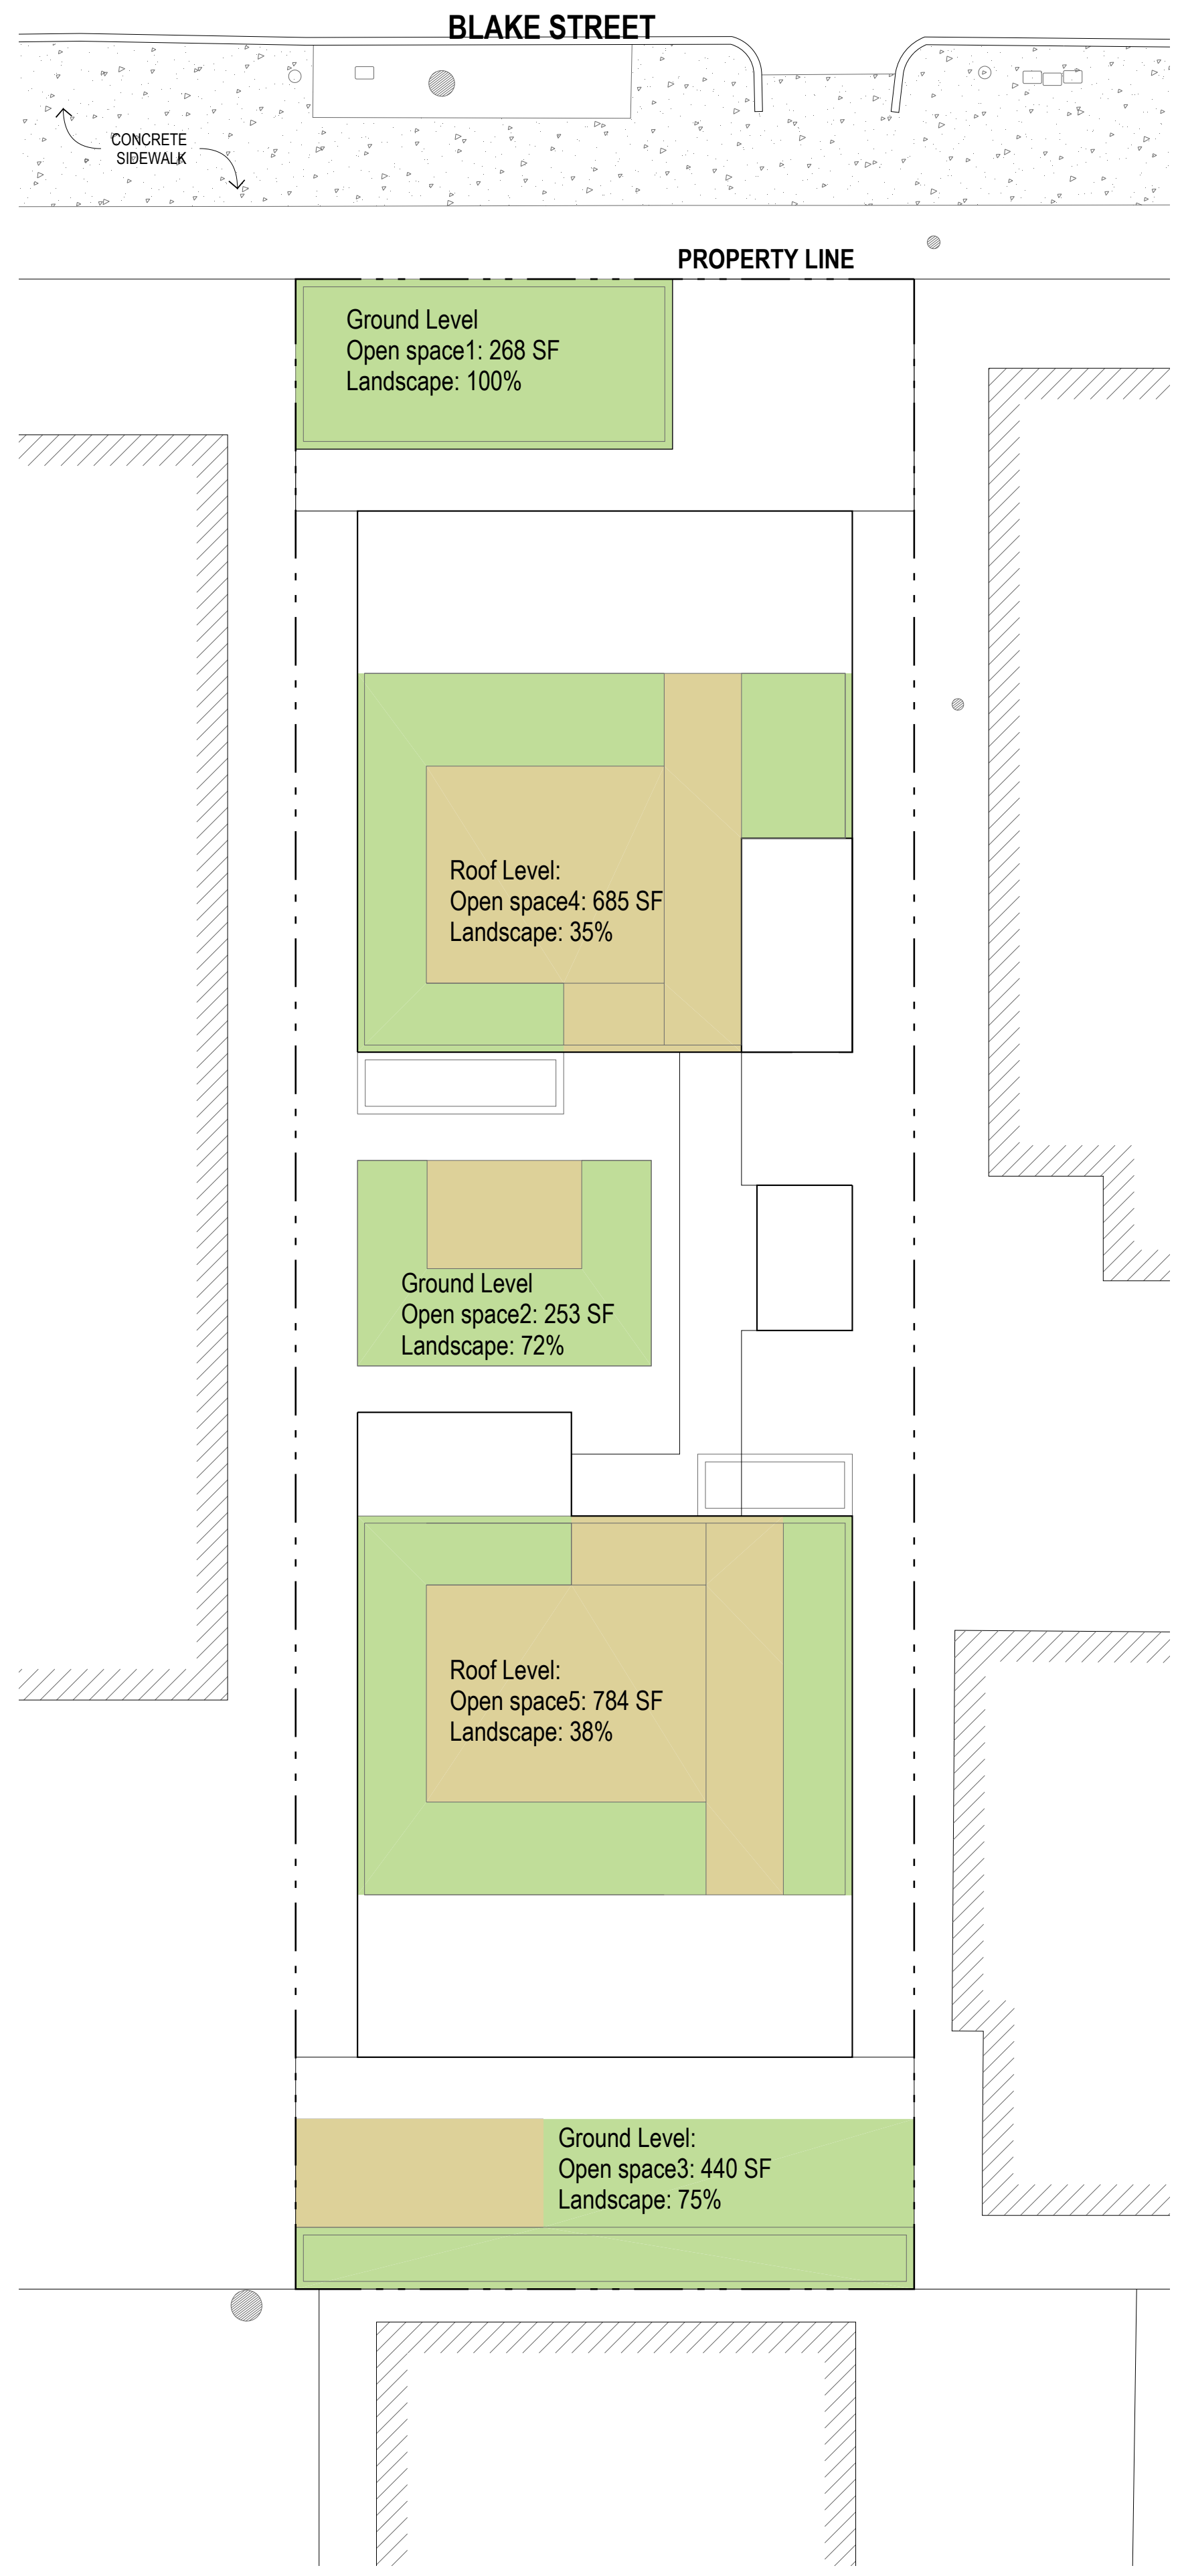 BLAKE STREET
CONCRETE
SIDEWALK
PROPERTY LINE
Ground Level
Open space1: 268 SF
Landscape: 100%
Roof Level:
Open space4: 685 SF
Landscape: 35%
Ground Level
Open space2: 253 SF
Landscape: 72%
Roof Level:
Open space5: 784 SF
Landscape: 38%
Ground Level:
Open space3: 440 SF
Landscape: 75%